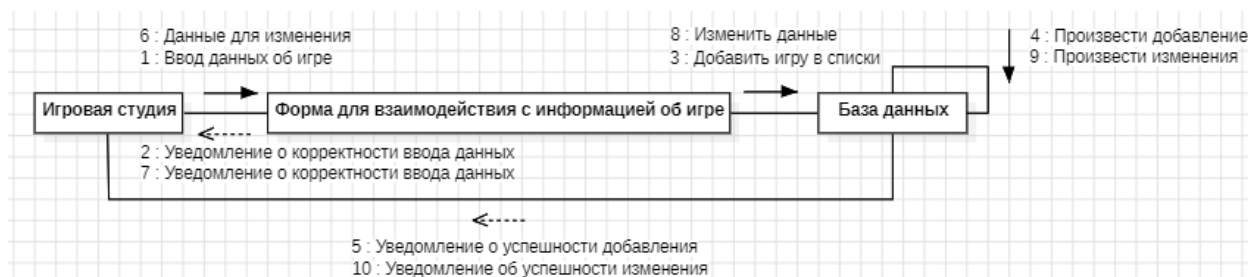 6 : Данные для изменения
1 : Ввод данных об игре
8 : Изменить данные
3 : Добавить игру в списки
4 : Произвести добавление
9 : Произвести изменения
Игровая студия
Форма для взаимодействия с информацией об игре
База данных
2 : Уведомление о корректности ввода данных
7 : Уведомление о корректности ввода данных
5 : Уведомление о успешности добавления
10 : Уведомление об успешности изменения